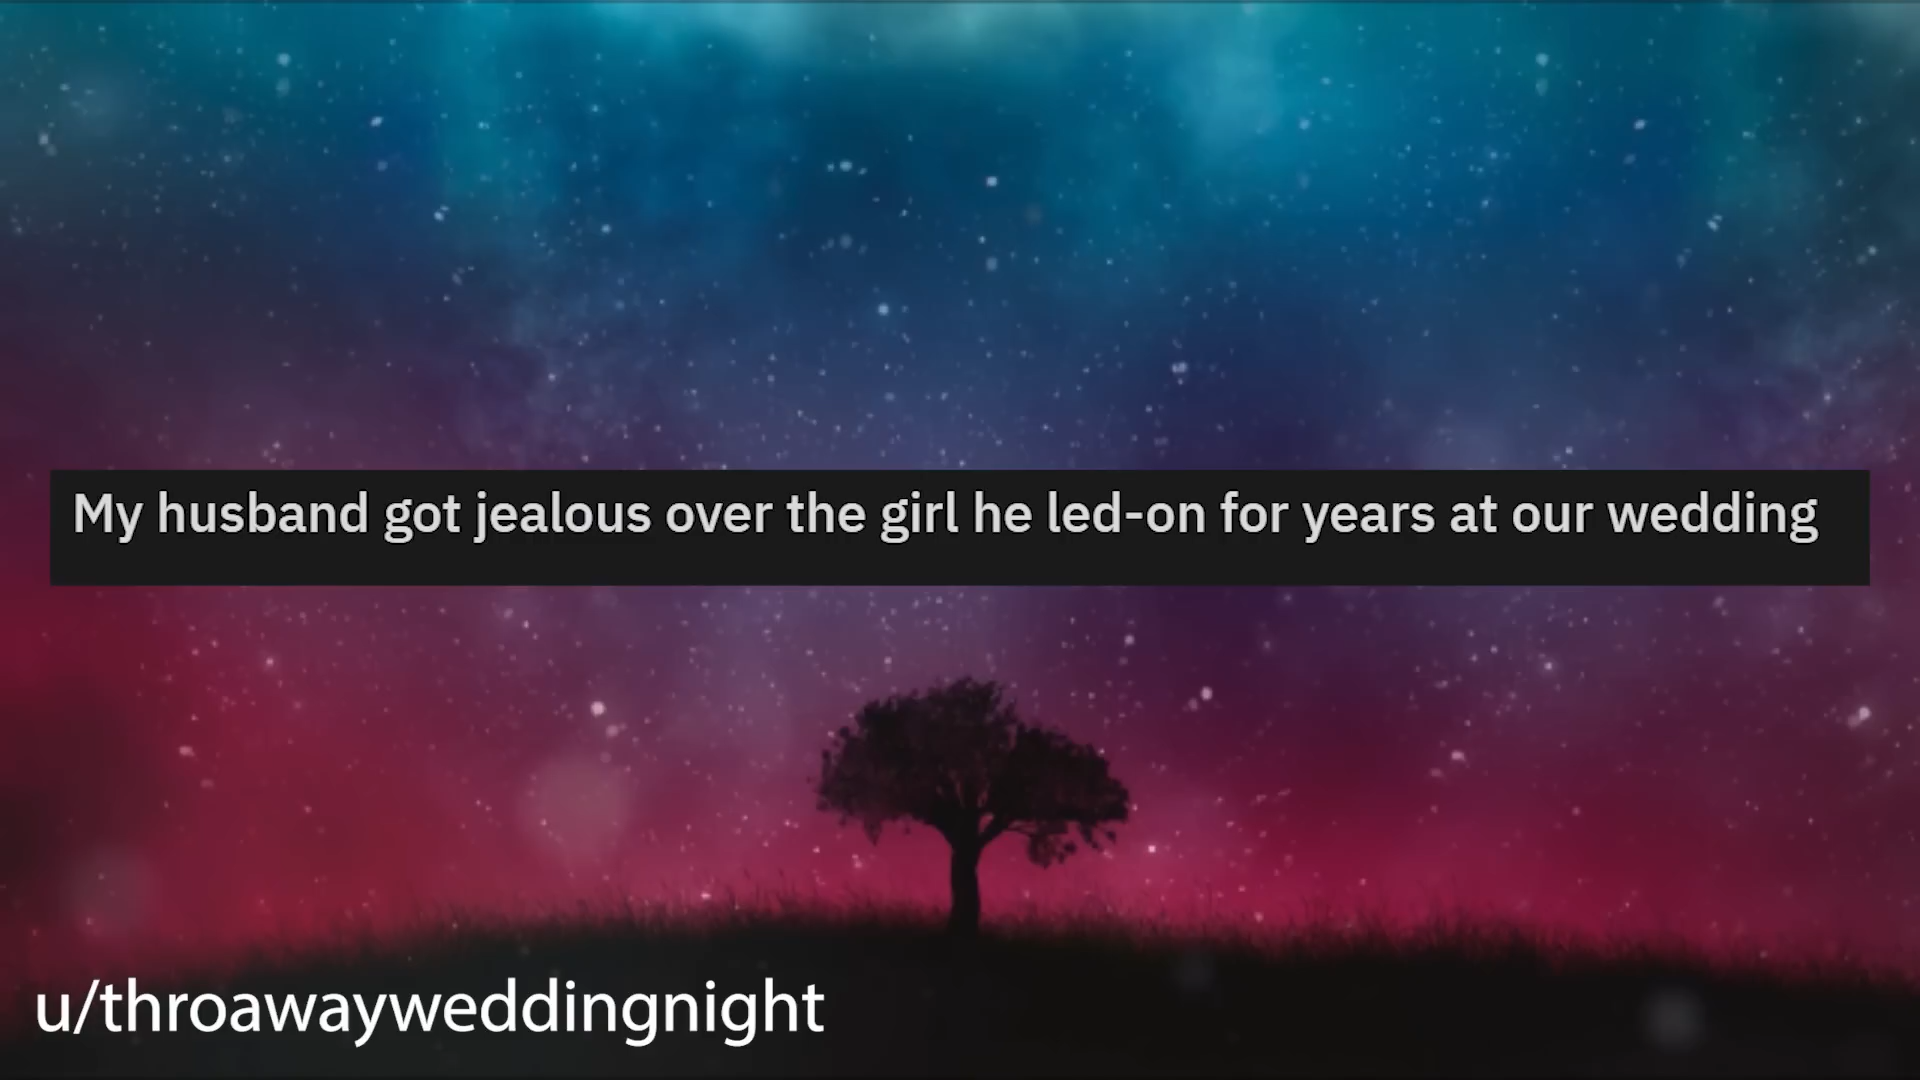 My husband got jealous over the girl he led-on for years at our wedding
u/throawayweddingnight